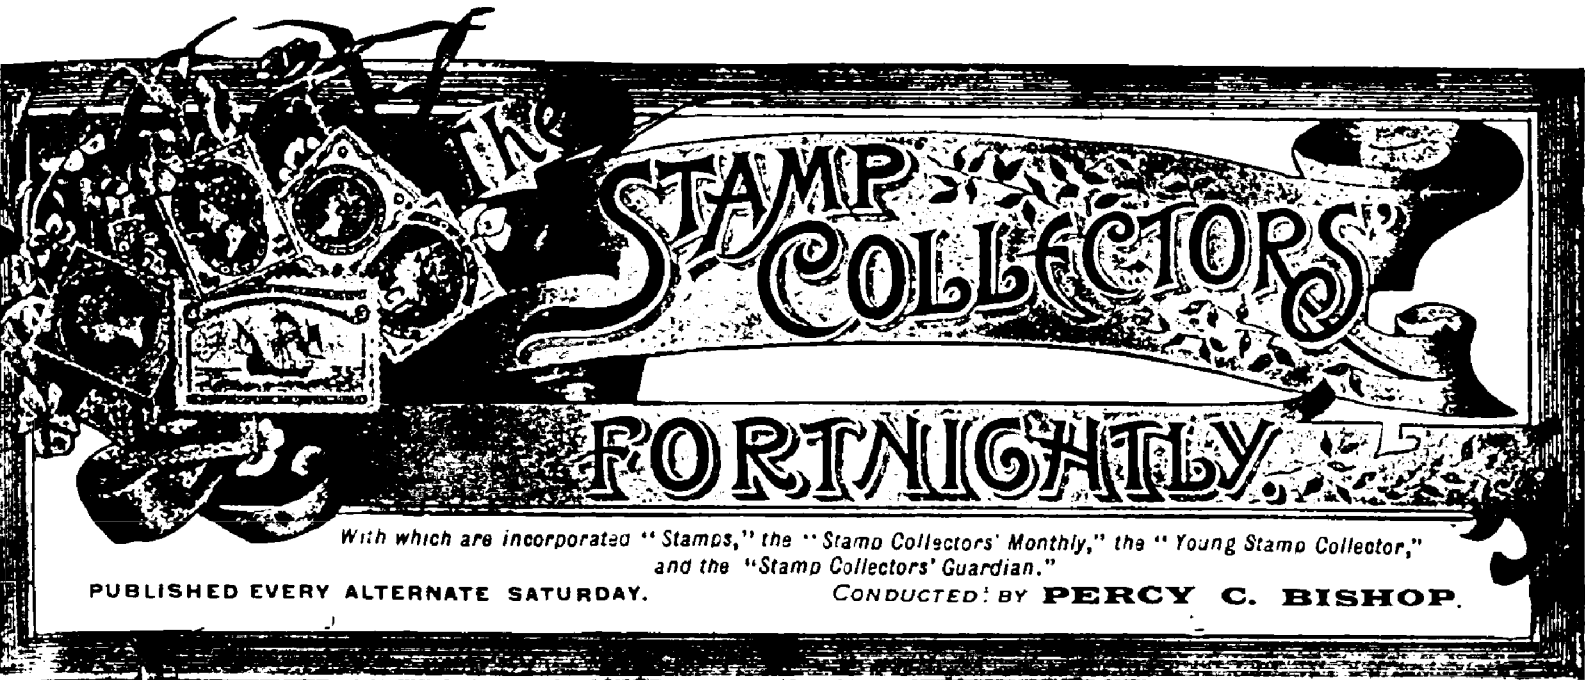 The
STAMP
COLLECTORS'
FORTNIGHTLY
With which are incorporated "Stamps," the "Stamp Collectors' Monthly," the "Young Stamp Collector,"
and the "Stamp Collectors' Guardian."
PUBLISHED EVERY ALTERNATE SATURDAY.
CONDUCTED BY PERCY C. BISHOP.